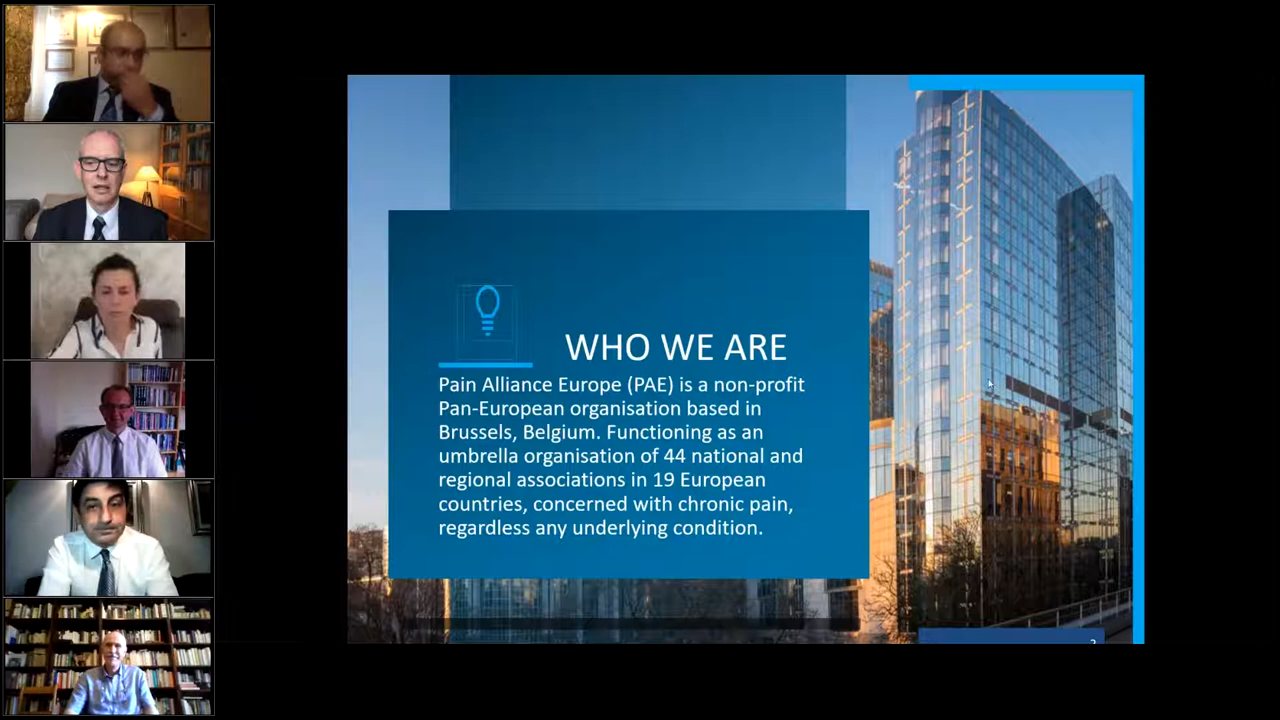 WHO WE ARE
Pain Alliance Europe (PAE) is a non-profit
Pan-European organisation based in
Brussels, Belgium. Functioning as an
umbrella organisation of 44 national and
regional associations in 19 European
countries, concerned with chronic pain,
regardless any underlying condition.